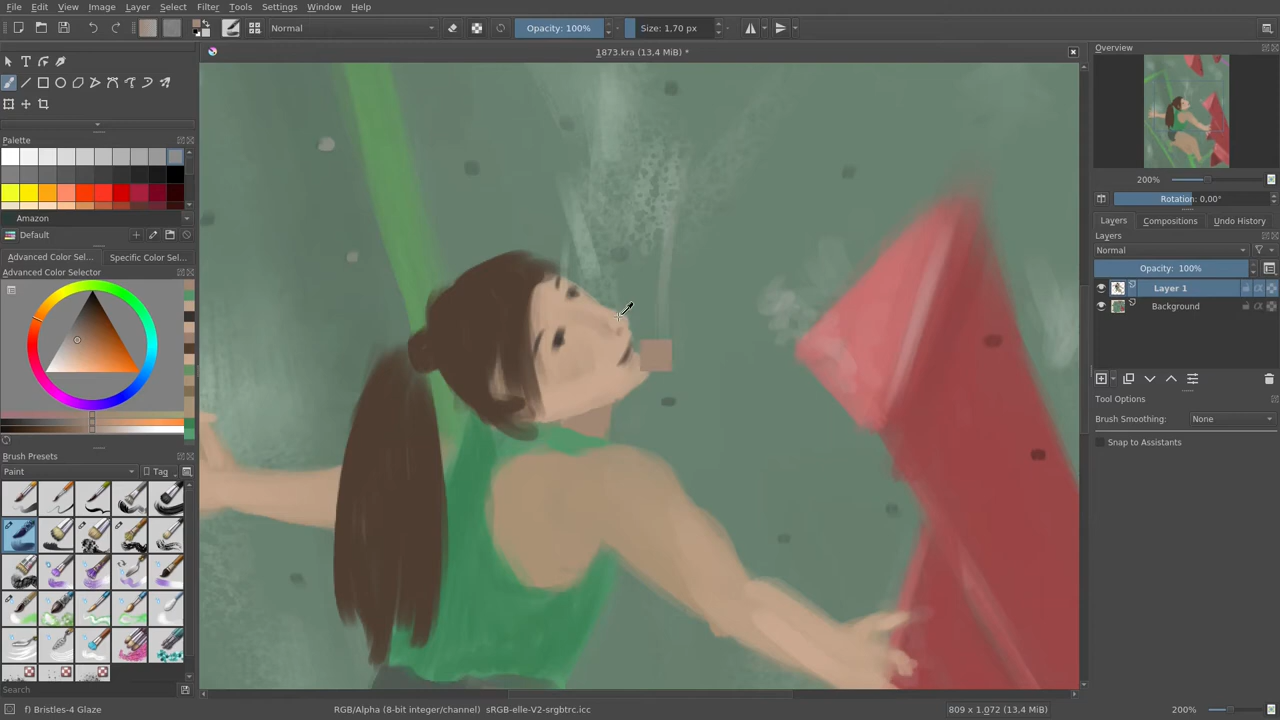 File Edit View Image Layer Select Filter Tools Settings Window Help
Normal Opacity: 100% Size: 1,70 px
1873.kra (13,4 MiB) *
Overview
Palette
Amazon
Default
Advanced Color Sel... Specific Color Sel...
Advanced Color Selector
Brush Presets
Paint Tag
Search
200%
Rotation: 0,00°
Layers Compositions Undo History
Layers
Normal
Opacity: 100%
Layer 1
Background
Tool Options
Brush Smoothing: None
Snap to Assistants
f) Bristles-4 Glaze RGB/Alpha (8-bit integer/channel) sRGB-elle-V2-srgbtrc.icc 809 x 1.072 (13,4 MiB) 200%